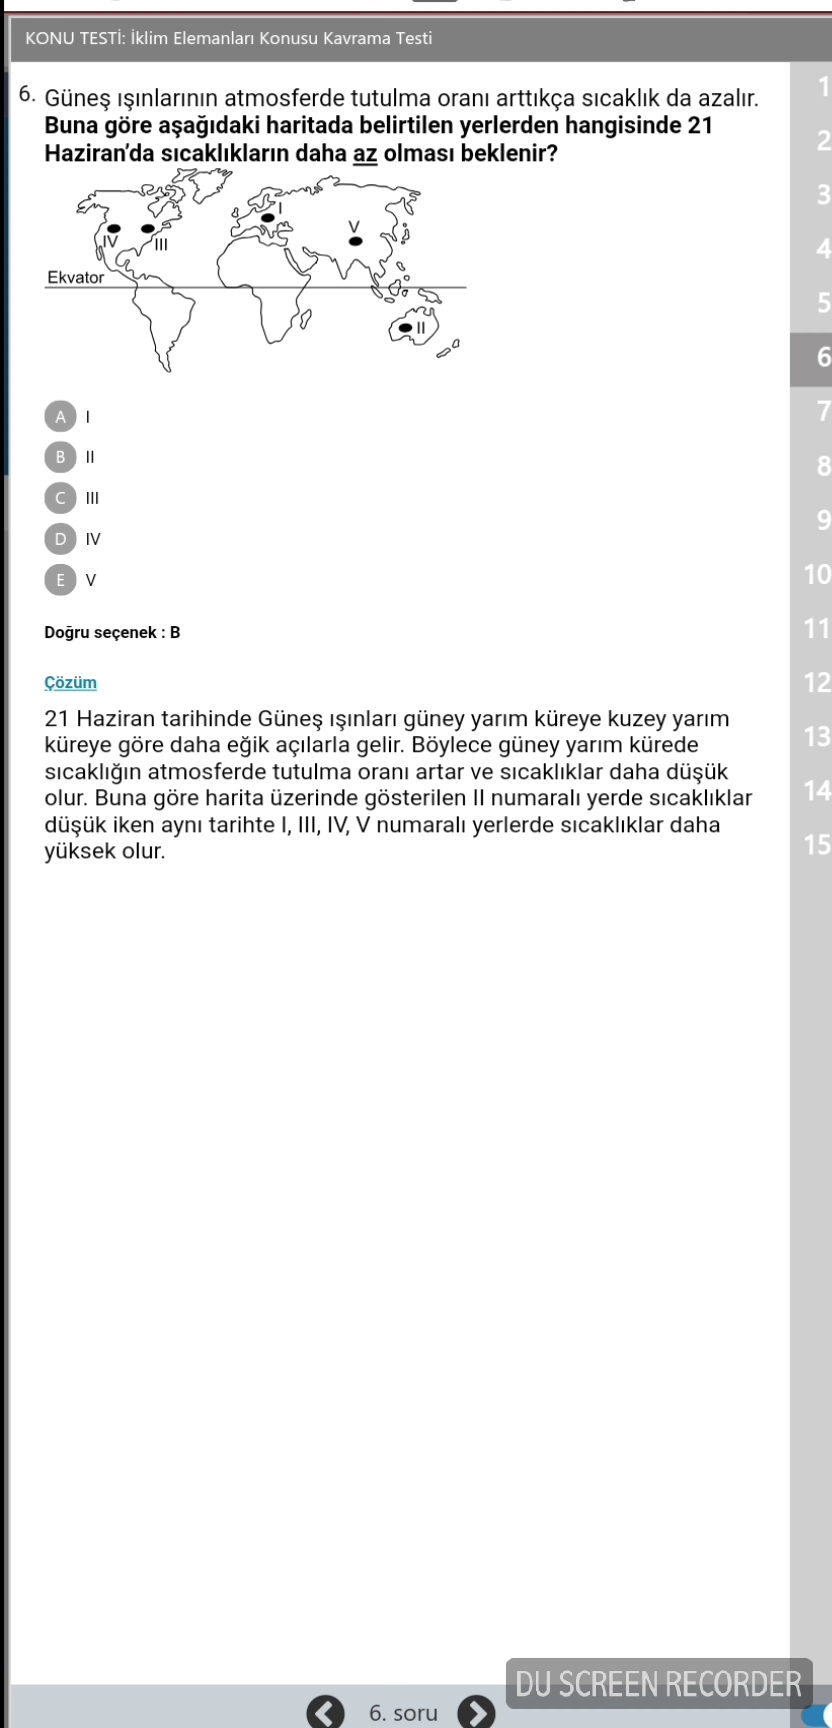 KONU TESTİ: İklim Elemanları Konusu Kavrama Testi
6. Güneş ışınlarının atmosferde tutulma oranı arttıkça sıcaklık da azalır.
Buna göre aşağıdaki haritada belirtilen yerlerden hangisinde 21
Haziran'da sıcaklıkların daha az olması beklenir?
I
V
IV
III
Ekvator
II
A I
B II
C III
D IV
E V
Doğru seçenek : B
Çözüm
21 Haziran tarihinde Güneş ışınları güney yarım küreye kuzey yarım
küreye göre daha eğik açılarla gelir. Böylece güney yarım kürede
sıcaklığın atmosferde tutulma oranı artar ve sıcaklıklar daha düşük
olur. Buna göre harita üzerinde gösterilen II numaralı yerde sıcaklıklar
düşük iken aynı tarihte I, III, IV, V numaralı yerlerde sıcaklıklar daha
yüksek olur.
1
2
3
4
5
6
7
8
9
10
11
12
13
14
15
DU SCREEN RECORDER
6. soru